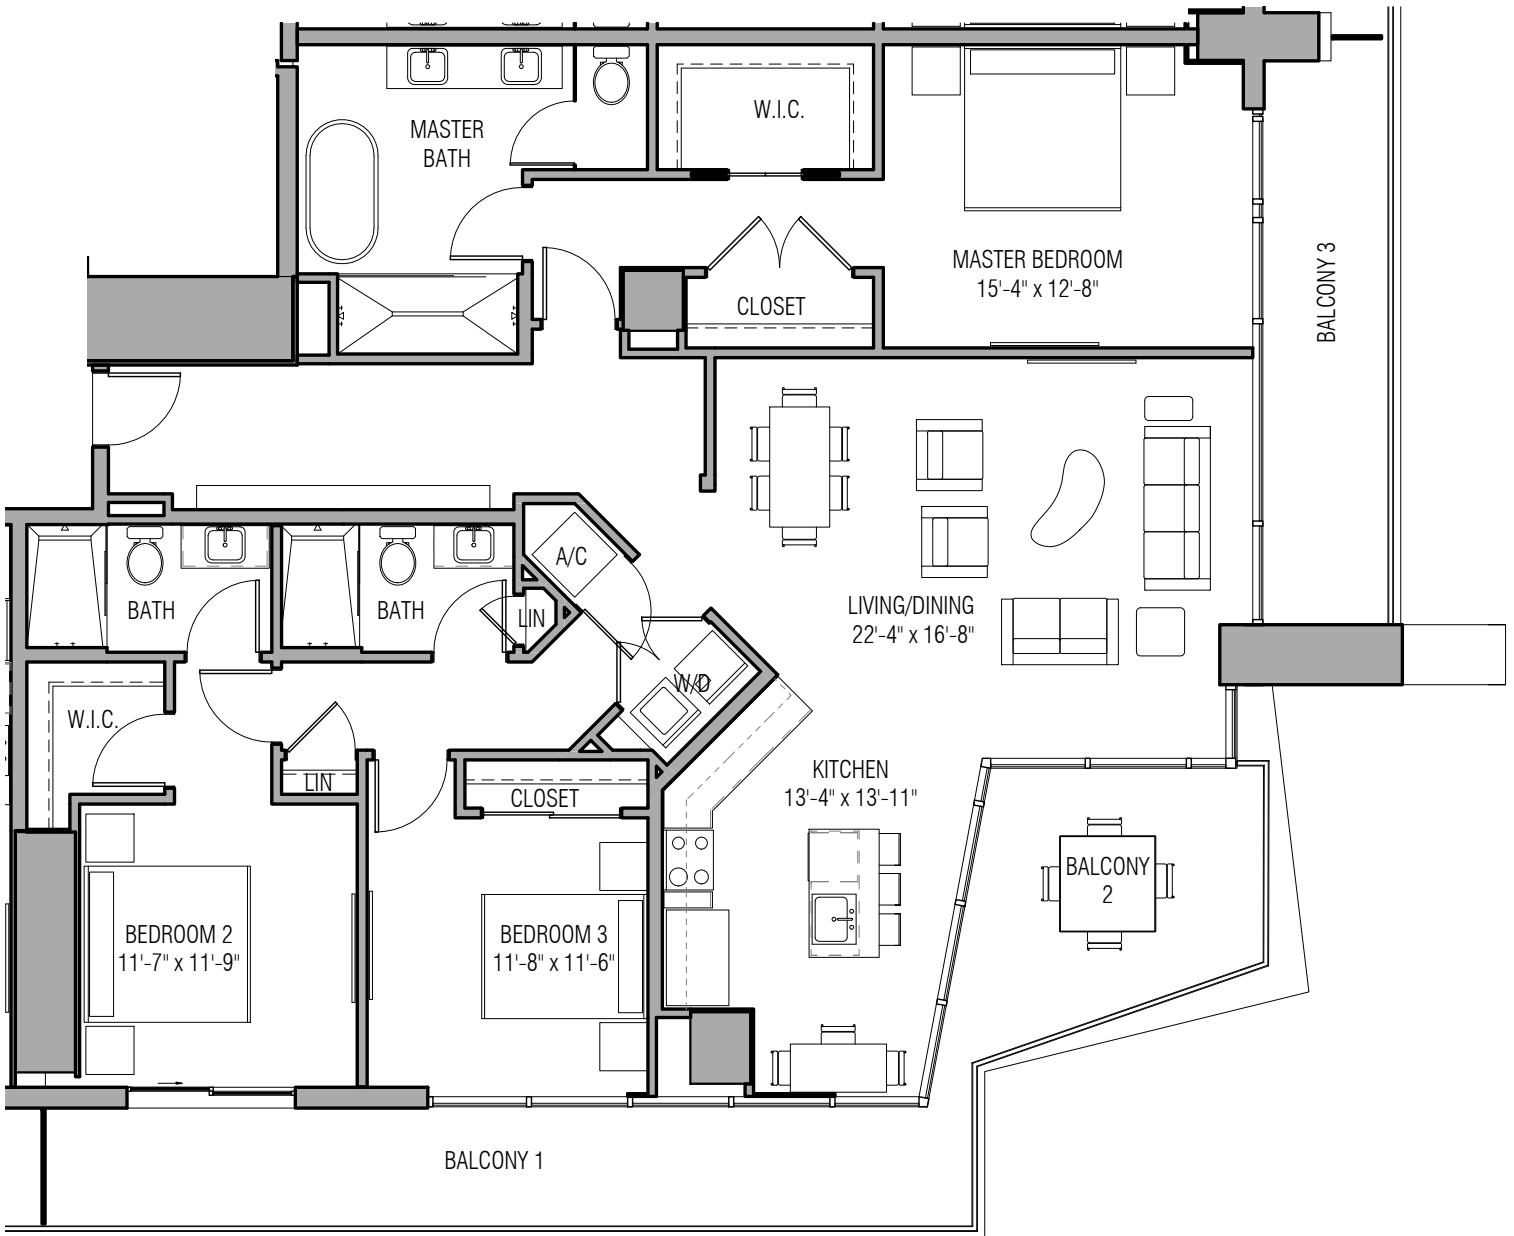 W.I.C.
MASTER
BATH
MASTER BEDROOM
15'-4" x 12'-8"
BALCONY 3
CLOSET
A/C
BATH
BATH
LIN
LIVING/DINING
22'-4" x 16'-8"
W/D
W.I.C.
LIN
CLOSET
KITCHEN
13'-4" x 13'-11"
BALCONY
2
BEDROOM 2
11'-7" x 11'-9"
BEDROOM 3
11'-8" x 11'-6"
BALCONY 1